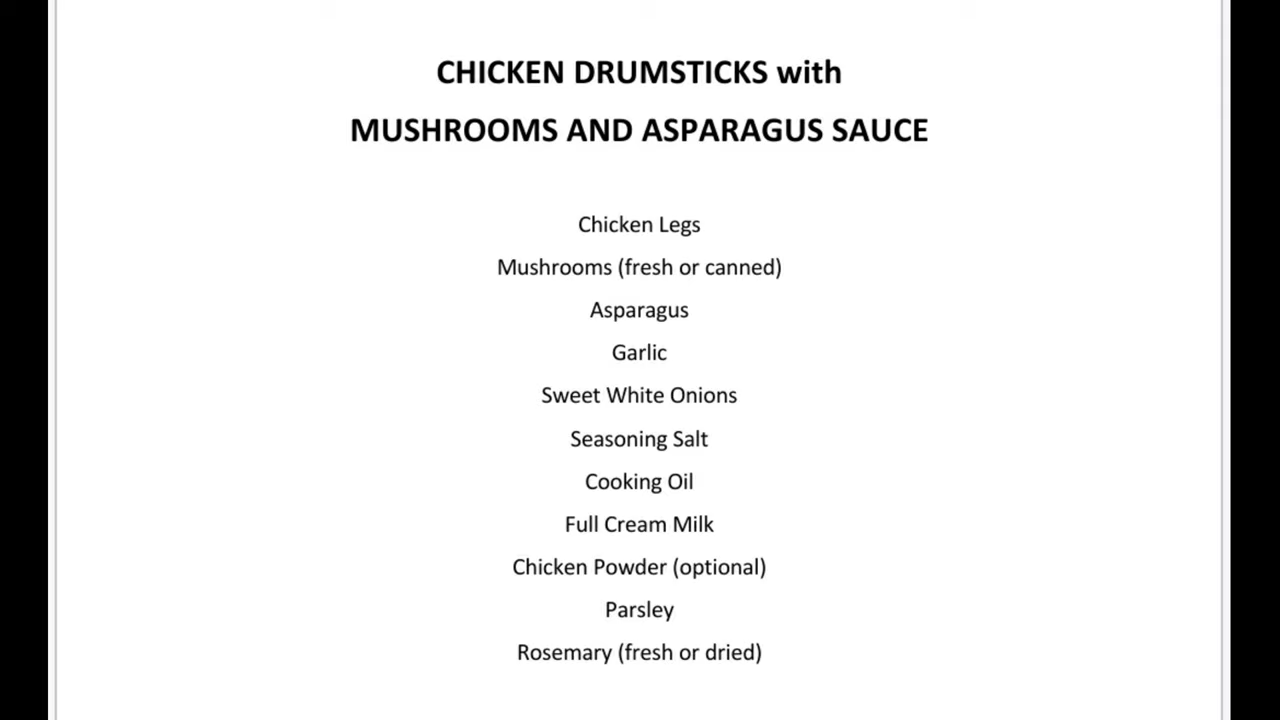 CHICKEN DRUMSTICKS with
MUSHROOMS AND ASPARAGUS SAUCE
Chicken Legs
Mushrooms (fresh or canned)
Asparagus
Garlic
Sweet White Onions
Seasoning Salt
Cooking Oil
Full Cream Milk
Chicken Powder (optional)
Parsley
Rosemary (fresh or dried)